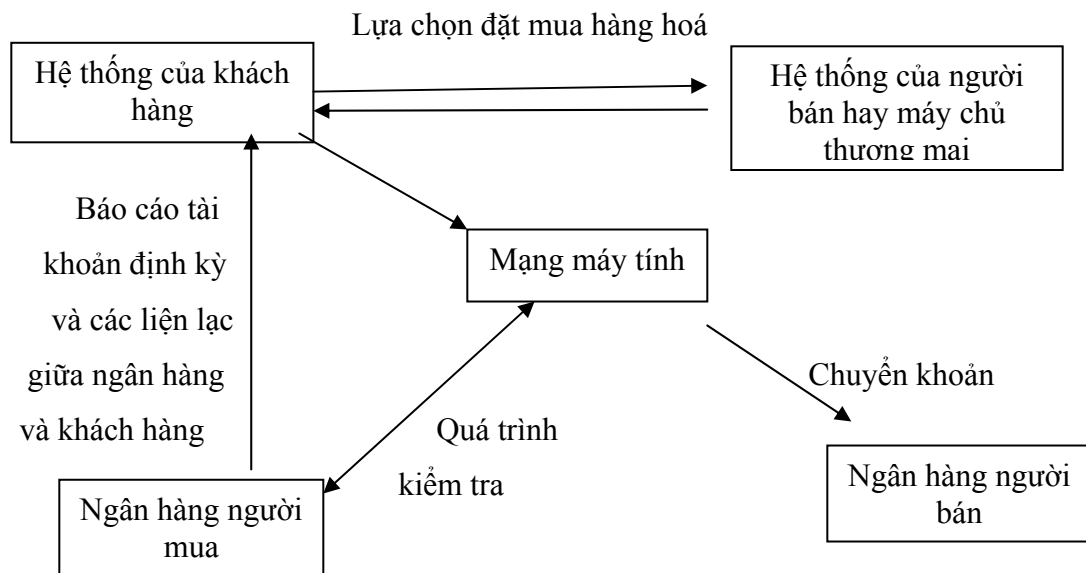 Lựa chọn đặt mua hàng hoá
Hệ thống của khách
hàng
Hệ thống của người
bán hay máy chủ
thương mại
Báo cáo tài
khoản định kỳ
và các liện lạc
giữa ngân hàng
và khách hàng
Mạng máy tính
Chuyển khoản
Quá trình
kiểm tra
Ngân hàng người
mua
Ngân hàng người
bán